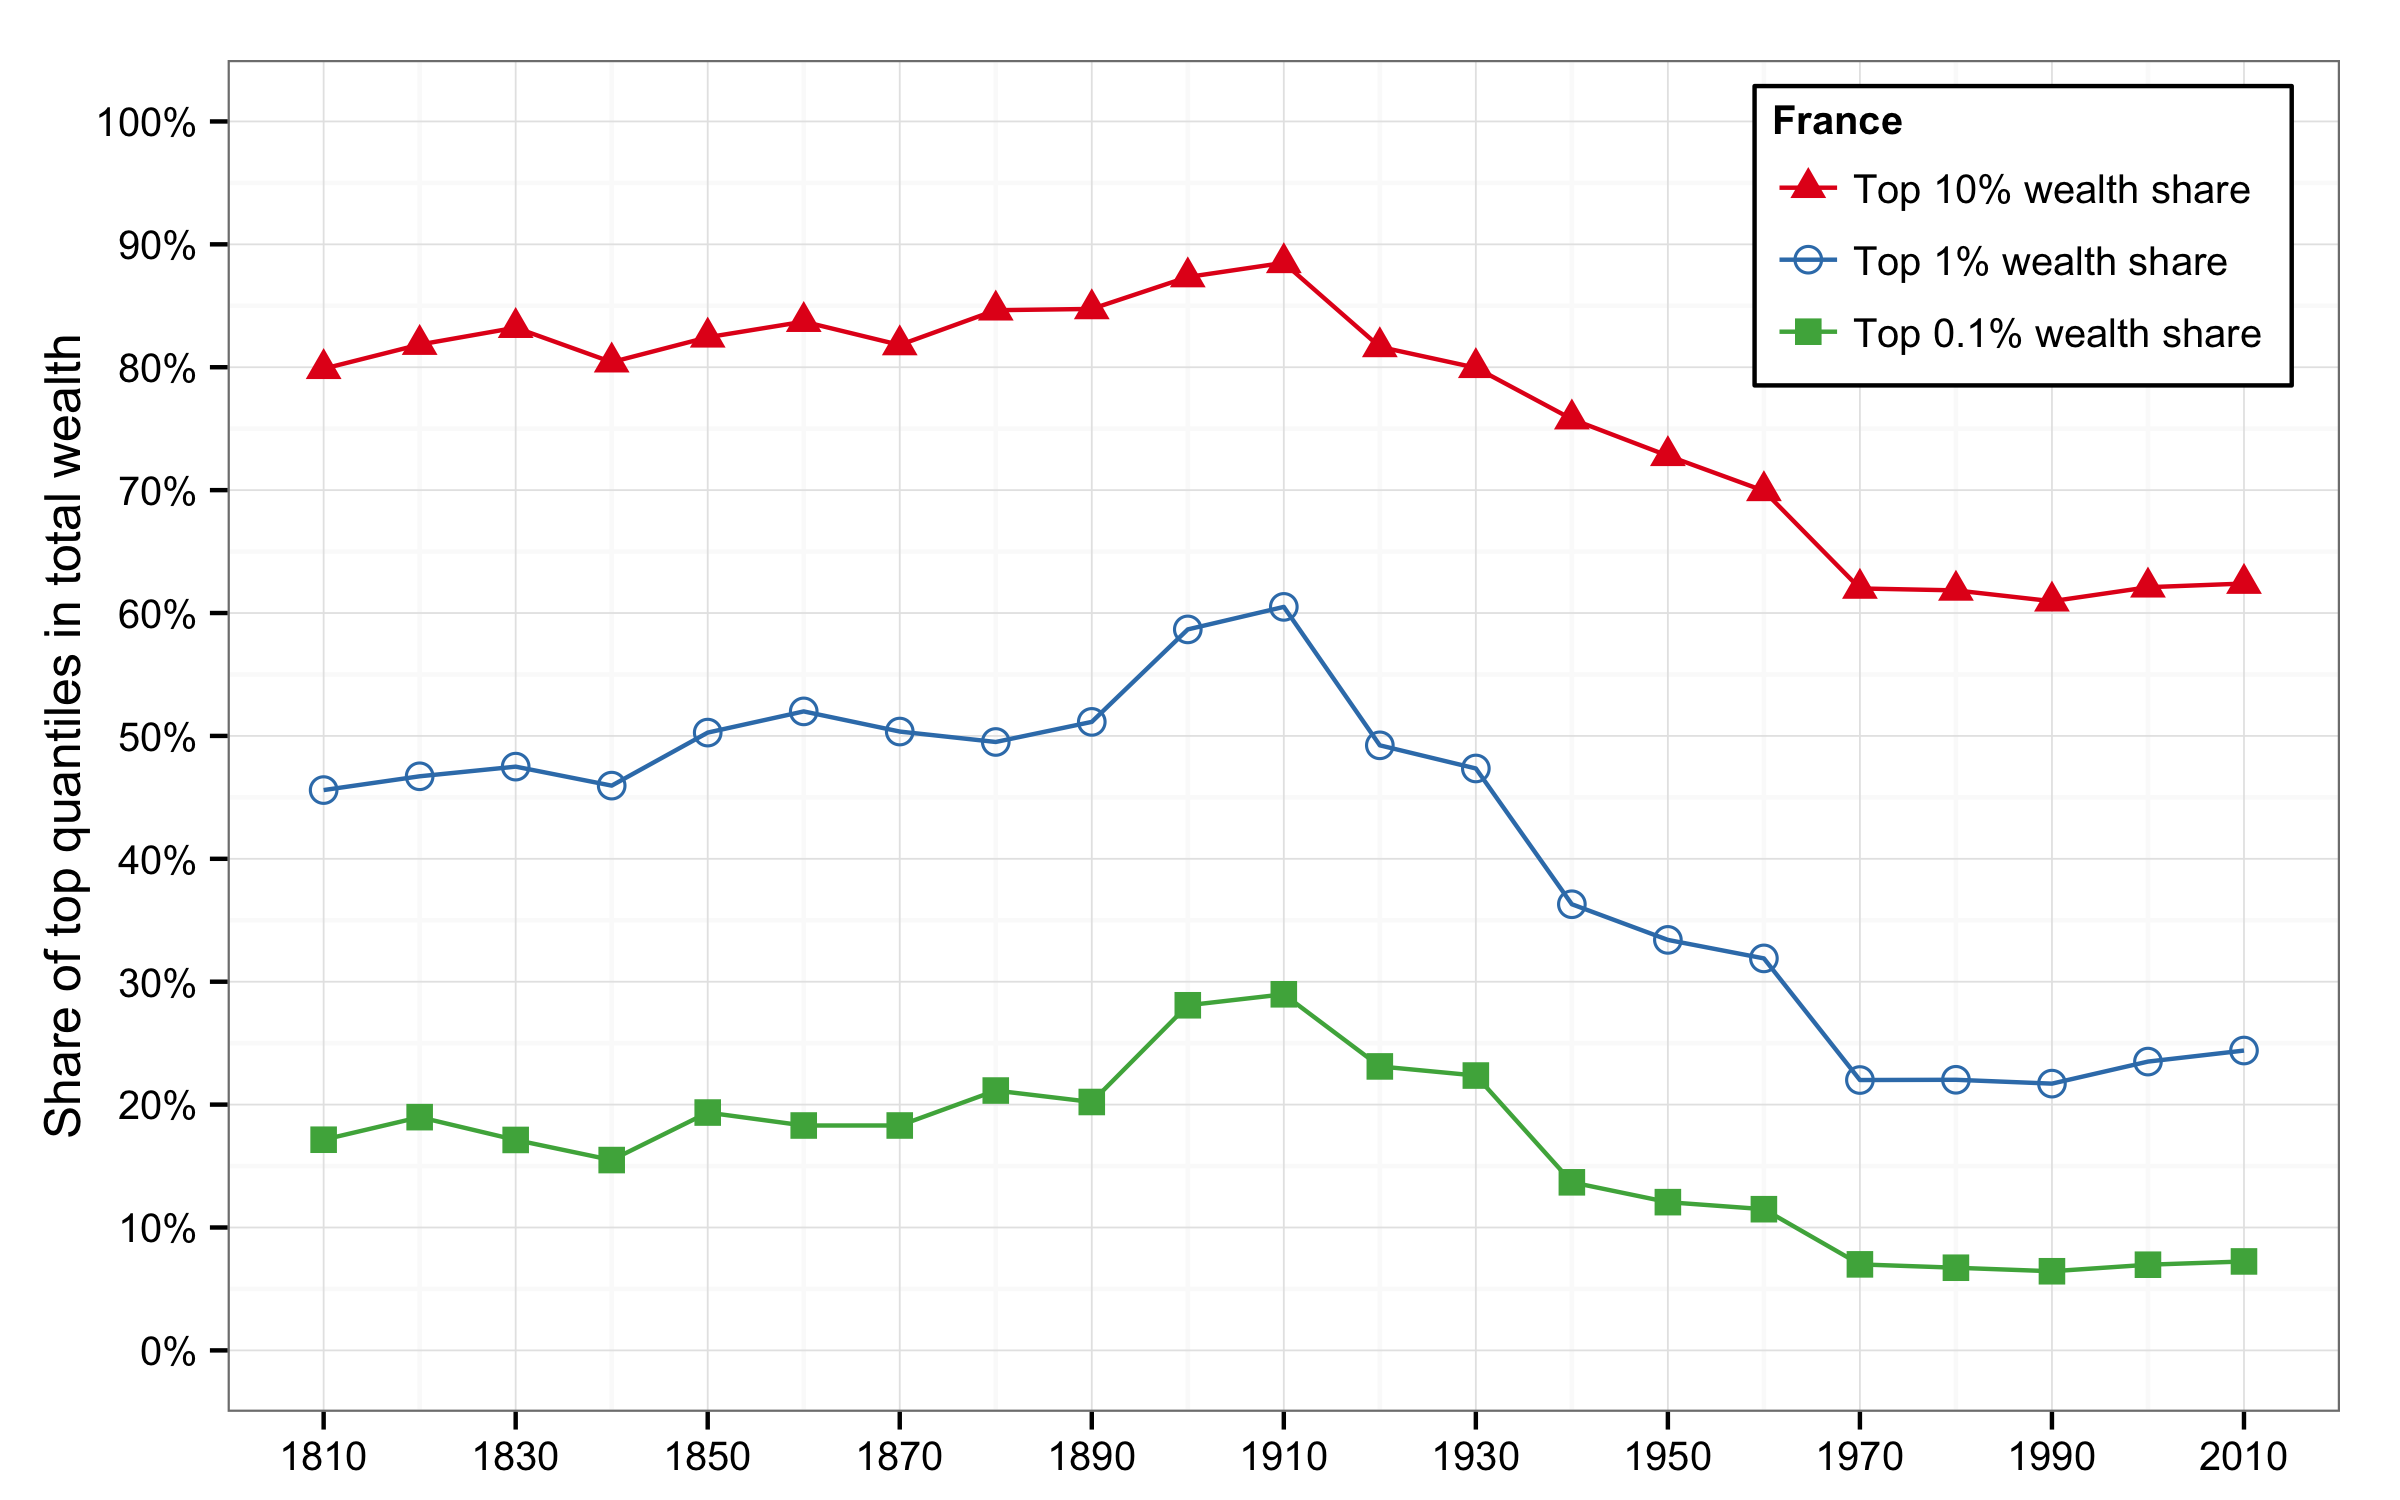 100%
90%
80%
70%
60%
50%
40%
30%
20%
10%
0%
Share of top quantiles in total wealth
France
Top 10% wealth share
Top 1% wealth share
Top 0.1% wealth share
1810 1830 1850 1870 1890 1910 1930 1950 1970 1990 2010